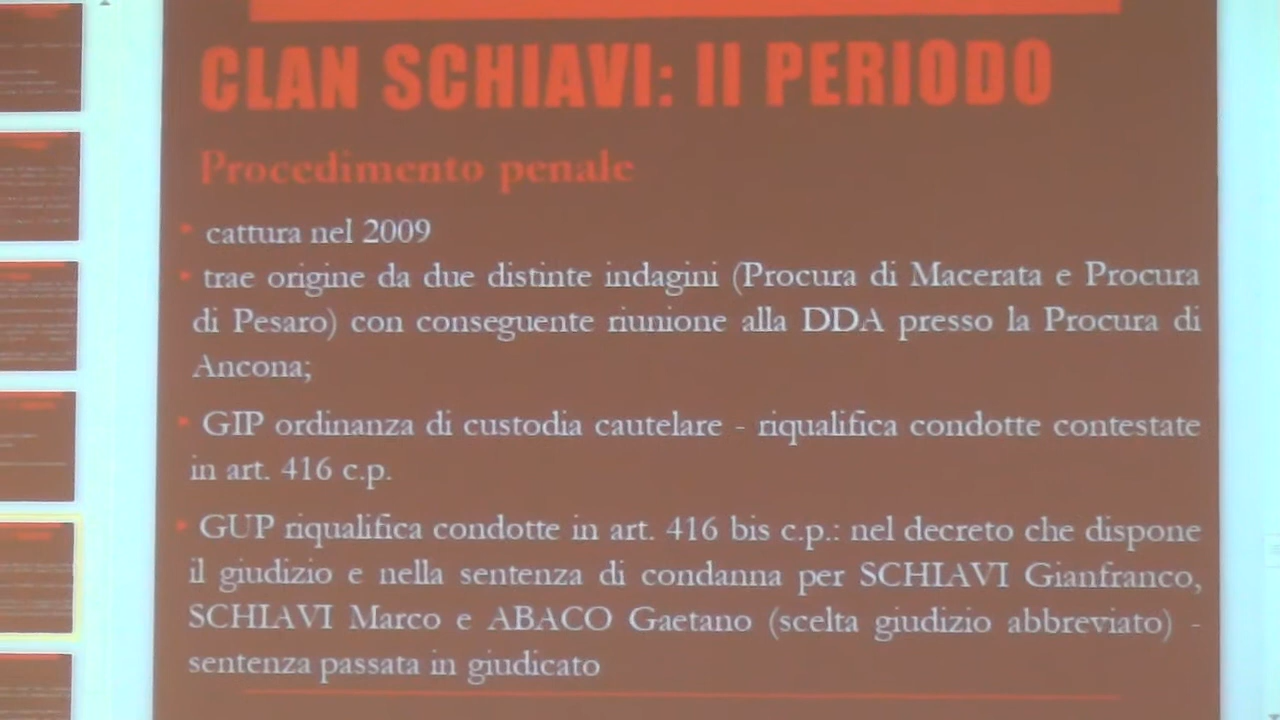 CLAN SCHIAVI: II PERIODO
Procedimento penale
• cattura nel 2009
• trae origine da due distinte indagini (Procura di Macerata e Procura
di Pesaro) con conseguente riunione alla DDA presso la Procura di
Ancona;
• GIP ordinanza di custodia cautelare - riqualifica condotte contestate
in art. 416 c.p.
• GUP riqualifica condotte in art. 416 bis c.p.: nel decreto che dispone
il giudizio e nella sentenza di condanna per SCHIAVI Gianfranco,
SCHIAVI Marco e ABACO Gaetano (scelta giudizio abbreviato) -
sentenza passata in giudicato